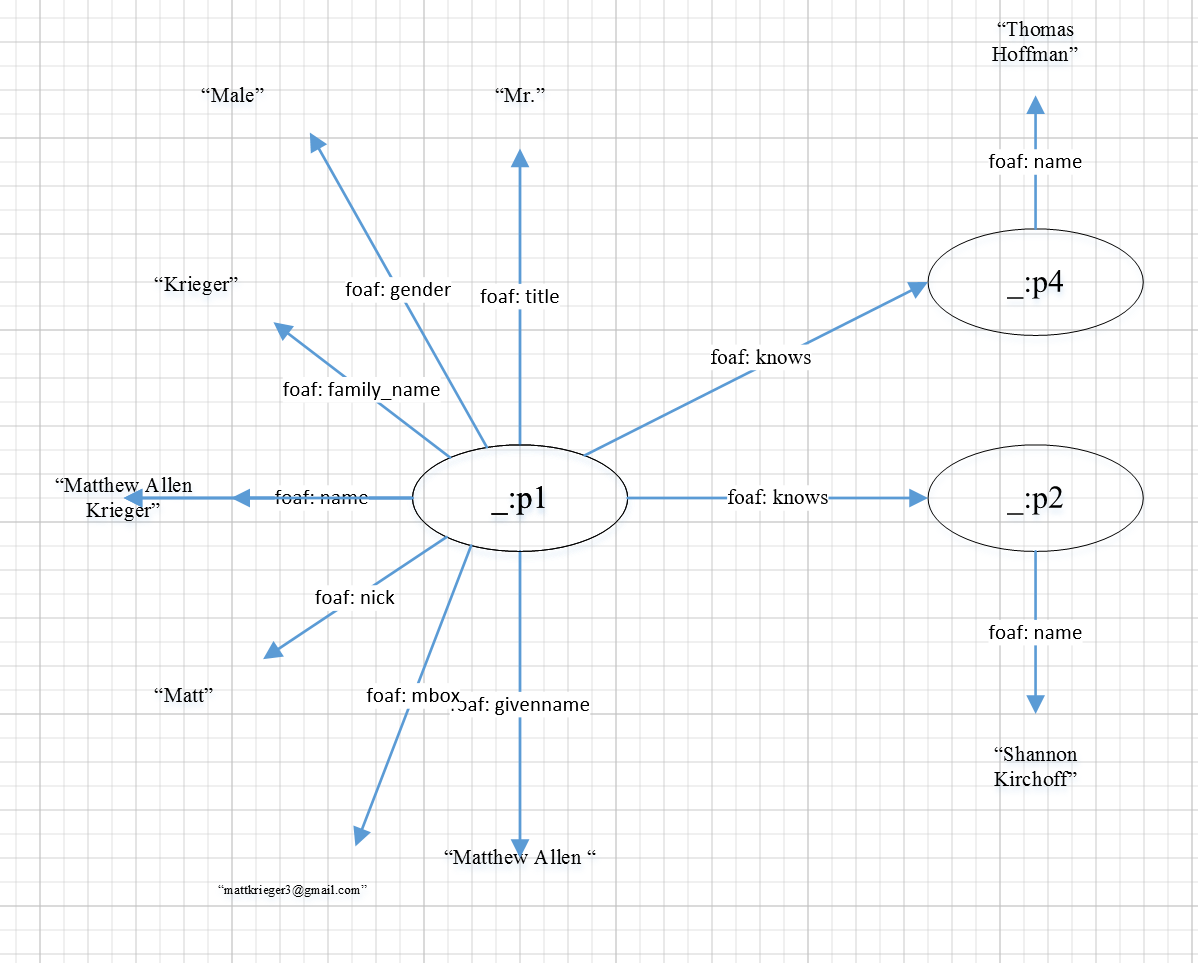 “Thomas
Hoffman”
“Male”
“Mr.”
foaf: name
“Krieger”
_:p4
foaf: gender
foaf: title
foaf: knows
foaf: family_name
“Matthew Allen
Krieger”
foaf: name
_:p1
foaf: knows
_:p2
foaf: nick
foaf: name
“Matt”
foaf: mbox
foaf: givenname
“Shannon
Kirchoff”
“Matthew Allen “
“mattkrieger3@gmail.com”